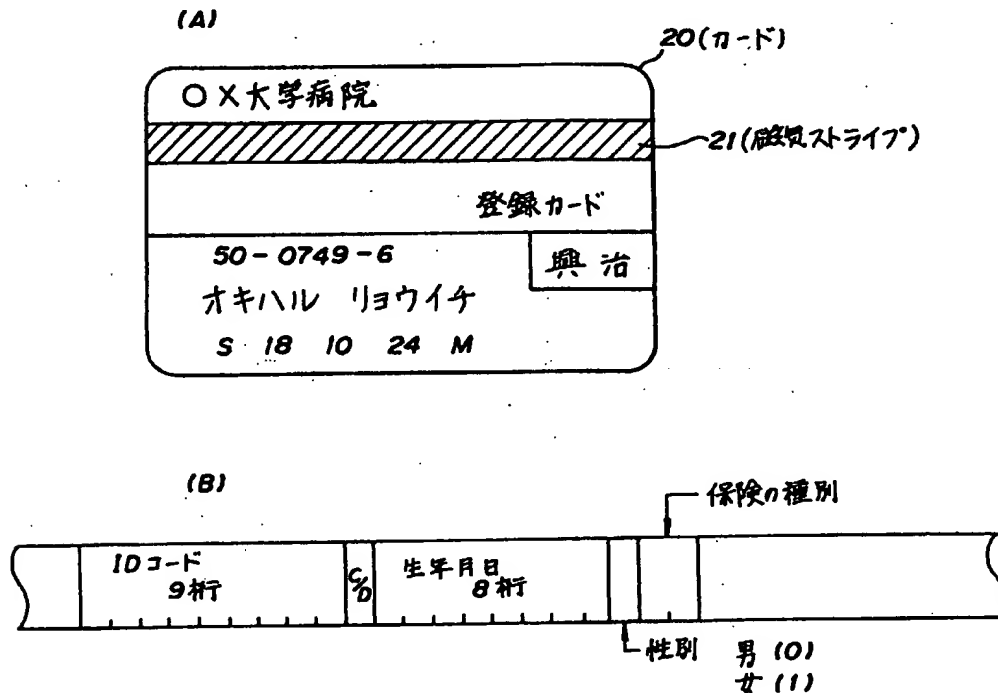 (A)
20(カード)
○×大学病院
21(磁気ストライプ)
登録カード
50-0749-6
興治
オキハル リョウイチ
S 18 10 24 M
(B)
保険の種別
IDコード
9桁
C/D
生年月日
8桁
性別 男(0)
女(1)